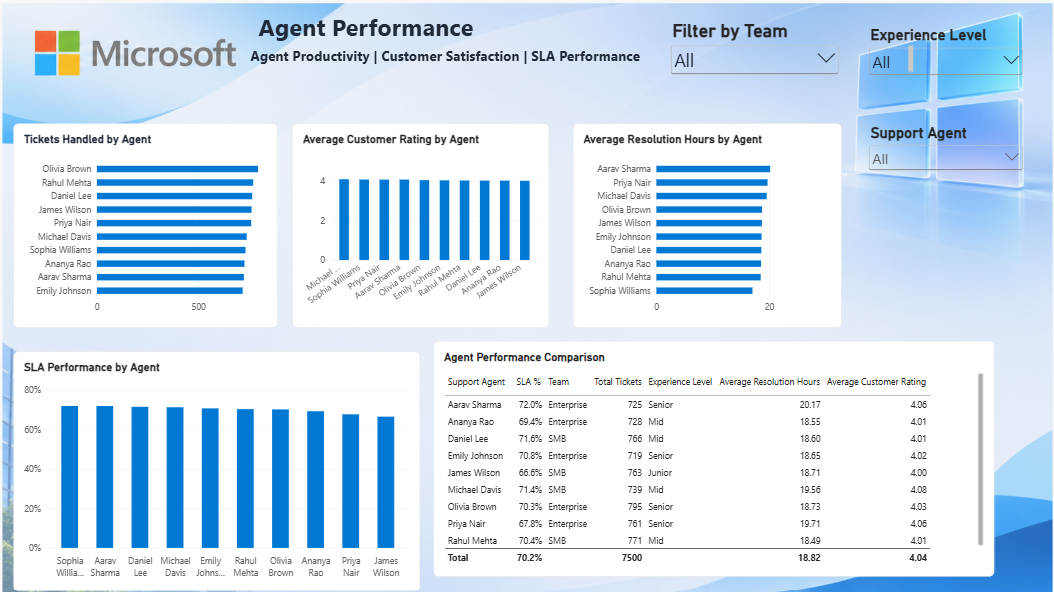 Microsoft
Agent Performance
Agent Productivity | Customer Satisfaction | SLA Performance
Filter by Team
All
Experience Level
All
Support Agent
All
Tickets Handled by Agent
Olivia Brown
Rahul Mehta
Daniel Lee
James Wilson
Priya Nair
Michael Davis
Sophia Williams
Ananya Rao
Aarav Sharma
Emily Johnson
0 500
Average Customer Rating by Agent
4
2
0
Michael ...
Sophia Williams
Priya Nair
Aarav Sharma
Olivia Brown
Emily Johnson
Rahul Mehta
Daniel Lee
Ananya Rao
James Wilson
Average Resolution Hours by Agent
Aarav Sharma
Priya Nair
Michael Davis
Olivia Brown
James Wilson
Emily Johnson
Daniel Lee
Ananya Rao
Rahul Mehta
Sophia Williams
0 20
SLA Performance by Agent
80%
60%
40%
20%
0%
Sophia Aarav Daniel Michael Emily Rahul Olivia Ananya Priya James
Willia... Sharma Lee Davis Johns... Mehta Brown Rao Nair Wilson
Agent Performance Comparison
Support Agent SLA % Team Total Tickets Experience Level Average Resolution Hours Average Customer Rating
Aarav Sharma 72.0% Enterprise 725 Senior 20.17 4.06
Ananya Rao 69.4% Enterprise 728 Mid 18.55 4.01
Daniel Lee 71.6% SMB 766 Mid 18.60 4.01
Emily Johnson 70.8% Enterprise 719 Senior 18.65 4.02
James Wilson 66.6% SMB 763 Junior 18.71 4.00
Michael Davis 71.4% SMB 739 Mid 19.56 4.08
Olivia Brown 70.3% Enterprise 795 Senior 18.73 4.03
Priya Nair 67.8% Enterprise 761 Senior 19.71 4.06
Rahul Mehta 70.4% SMB 771 Mid 18.49 4.01
Total 70.2% 7500 18.82 4.04